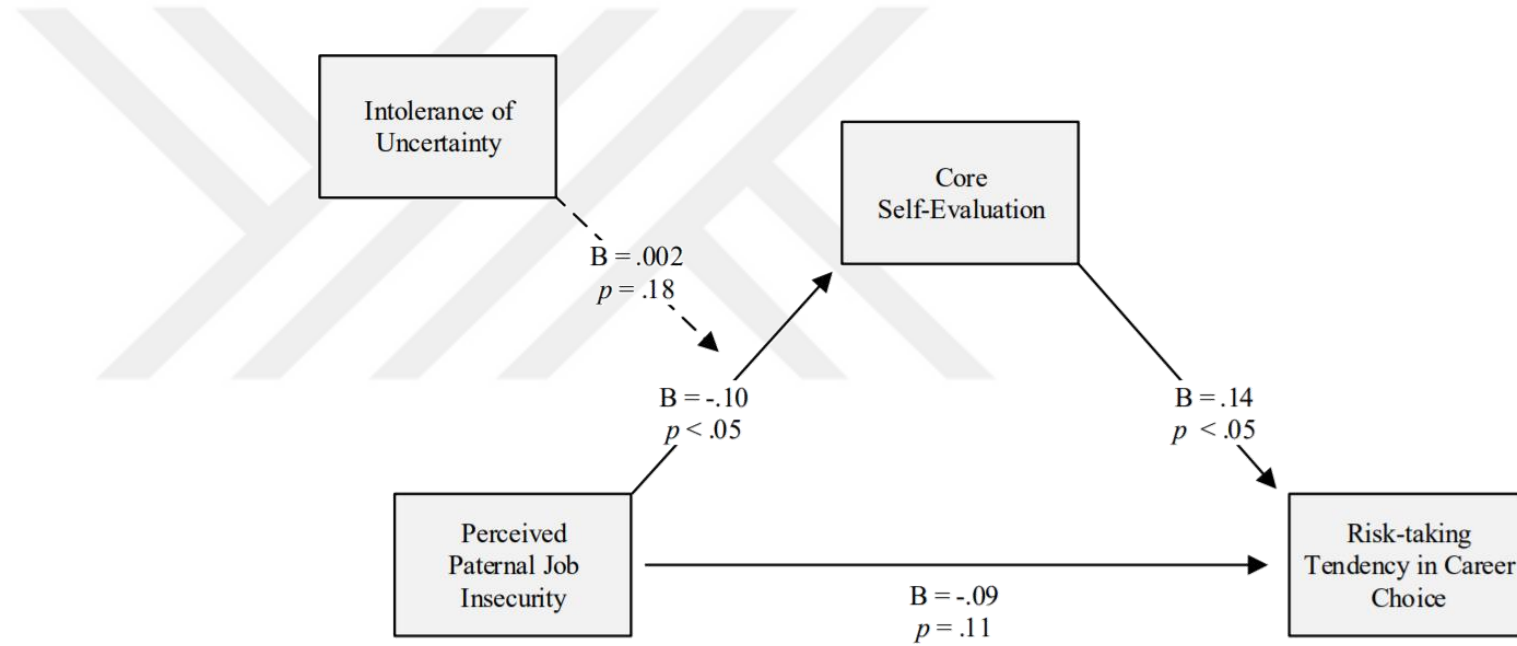 Intolerance of
Uncertainty
Core
Self-Evaluation
B = .002
p = .18
B = -.10
p < .05
B = .14
p < .05
Perceived
Paternal Job
Insecurity
Risk-taking
Tendency in Career
Choice
B = -.09
p = .11